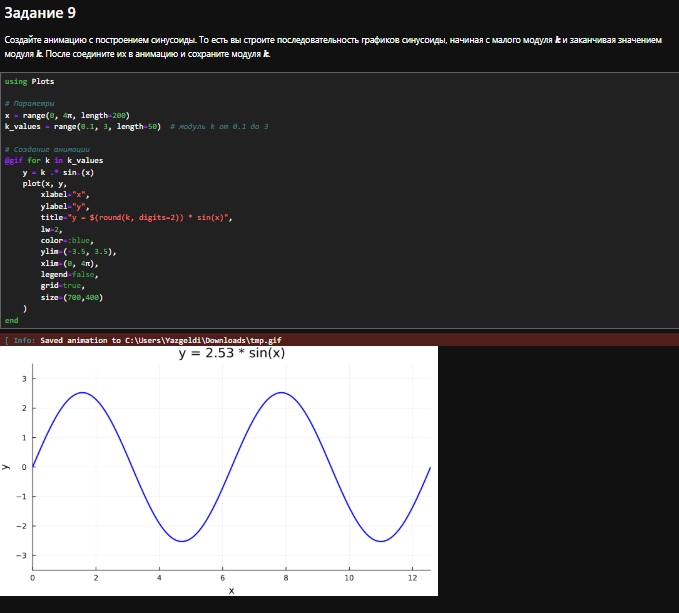 Задание 9
Создайте анимацию с построением синусоиды. То есть вы строите последовательность графиков синусоиды, начиная с малого модуля k и заканчивая значением
модуля k. После соедините их в анимацию и сохраните модуль k.
using Plots
# Параметры
x = range(0, 4π, length=200)
k_values = range(0.1, 3, length=50)  # модуль k от 0.1 до 3
# Создание анимации
@gif for k in k_values
y = k .* sin.(x)
plot(x, y,
xlabel="x",
ylabel="y",
title="y = $(round(k, digits=2)) * sin(x)",
lw=2,
color=:blue,
ylim=(-3.5, 3.5),
xlim=(0, 4π),
legend=false,
grid=true,
size=(700,400)
)
end
[ Info: Saved animation to C:\Users\Yazgeldi\Downloads\tmp.gif
y = 2.53 * sin(x)
3
2
1
y
0
−1
−2
−3
0 2 4 6 8 10 12
x